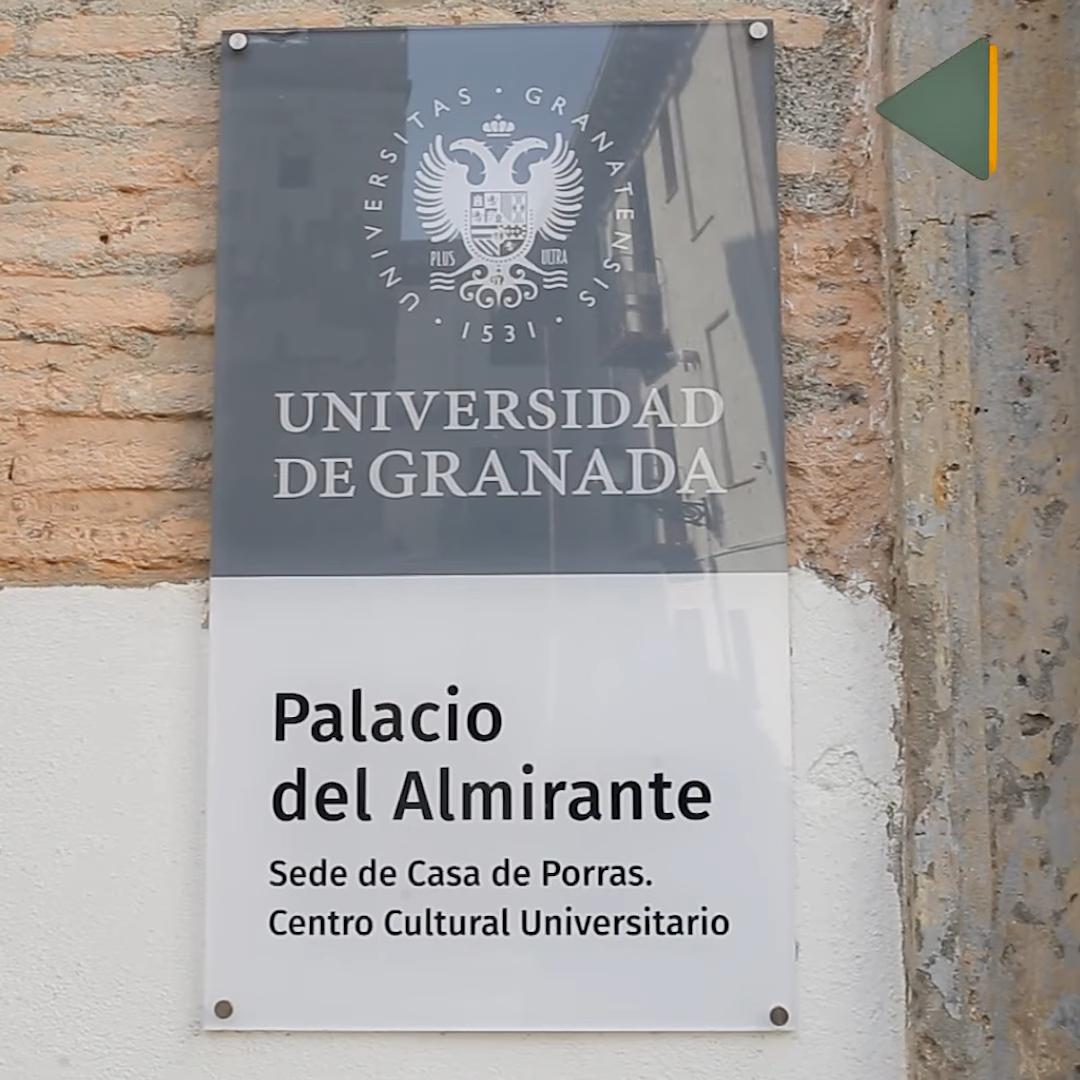 UNIVERSITAS · GRANATENSIS
PLUS ULTRA
· 1531 ·
UNIVERSIDAD
DE GRANADA
Palacio
del Almirante
Sede de Casa de Porras.
Centro Cultural Universitario